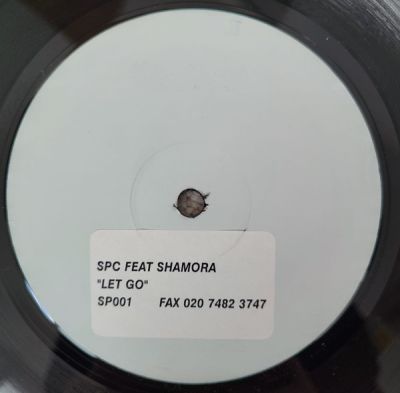 SPC FEAT SHAMORA
"LET GO"
SP001 FAX 020 7482 3747